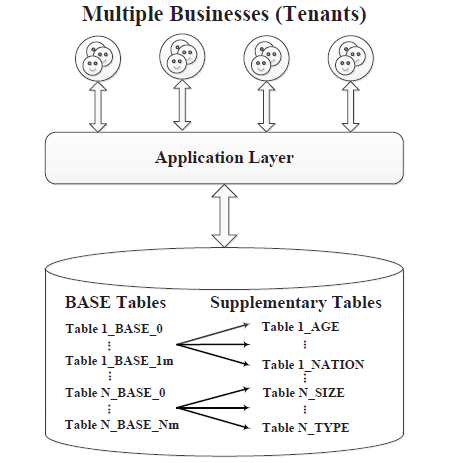 Multiple Businesses (Tenants)
Application Layer
BASE Tables
Supplementary Tables
Table 1_BASE_0
⋮
Table 1_BASE_1m
⋮
Table N_BASE_0
⋮
Table N_BASE_Nm
Table 1_AGE
⋮
Table 1_NATION
⋮
Table N_SIZE
⋮
Table N_TYPE